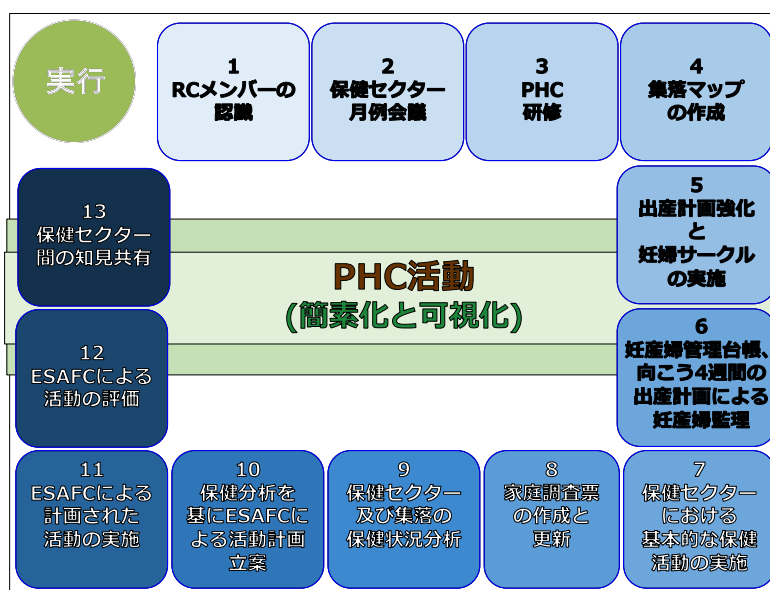 実行
1
RCメンバーの
認識
2
保健セクター
月例会議
3
PHC
研修
4
集落マップ
の作成
5
出産計画強化
と
妊婦サークル
の実施
6
妊産婦管理台帳、
向こう4週間の
出産計画による
妊産婦監理
7
保健セクター
における
基本的な保健
活動の実施
8
家庭調査票
の作成と
更新
9
保健セクター
及び集落の
保健状況分析
10
保健分析を
基にESAFCに
よる活動計画
立案
11
ESAFCによる
計画された
活動の実施
12
ESAFCによる
活動の評価
13
保健セクター
間の知見共有
PHC活動
(簡素化と可視化)